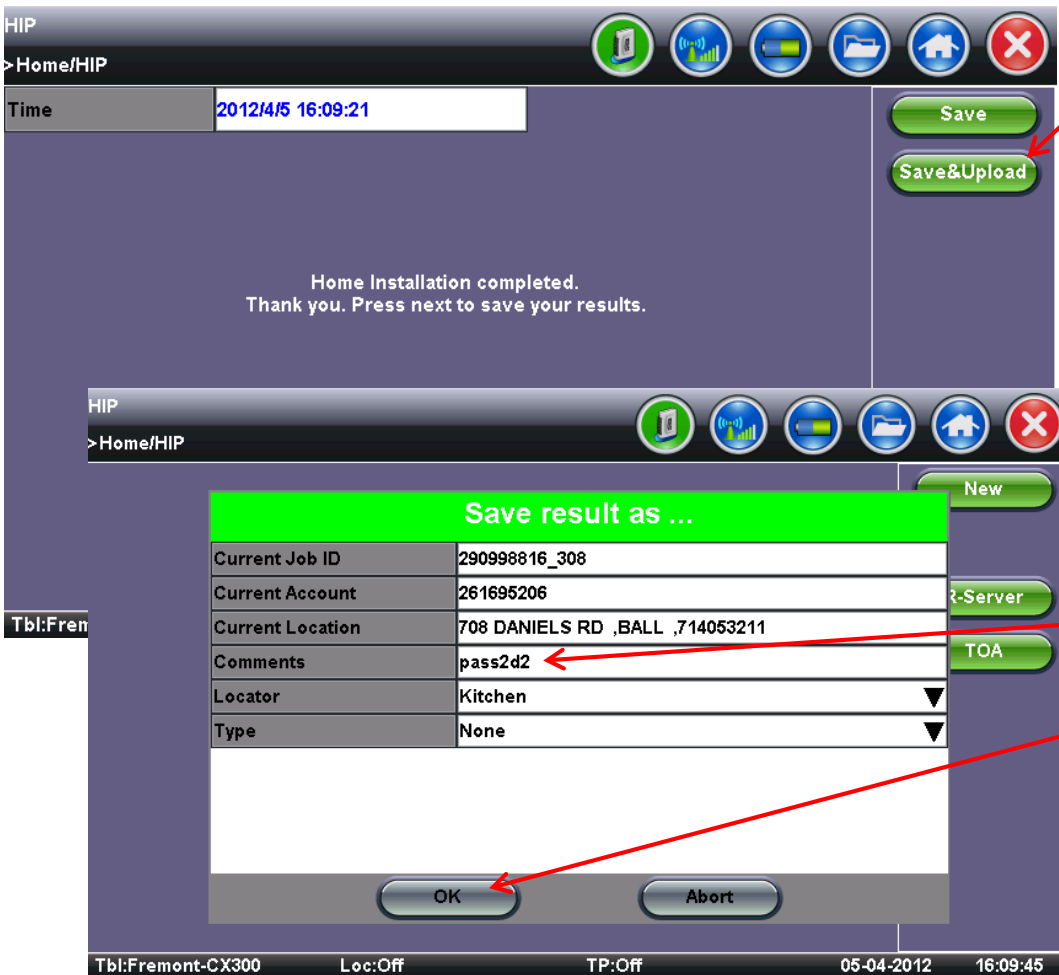 HIP
>Home/HIP
Time 2012/4/5 16:09:21
Save
Save&Upload
Home Installation completed.
Thank you. Press next to save your results.
HIP
>Home/HIP
New
Save result as ...
Current Job ID 290998816_308
Current Account 261695206
Current Location 708 DANIELS RD ,BALL ,714053211
Comments pass2d2
Locator Kitchen
Type None
-Server
TOA
OK Abort
Tbl:Frem
Tbl:Fremont-CX300 Loc:Off TP:Off 05-04-2012 16:09:45